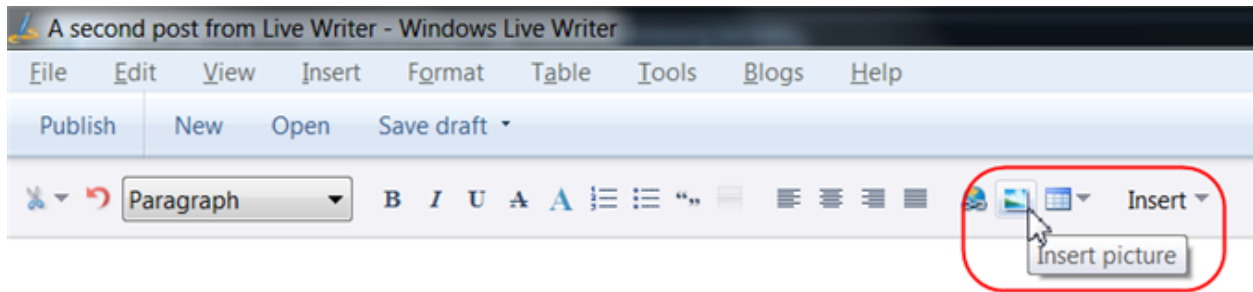 A second post from Live Writer - Windows Live Writer
File Edit View Insert Format Table Tools Blogs Help
Publish New Open Save draft
Paragraph B I U A A “„ Insert
Insert picture